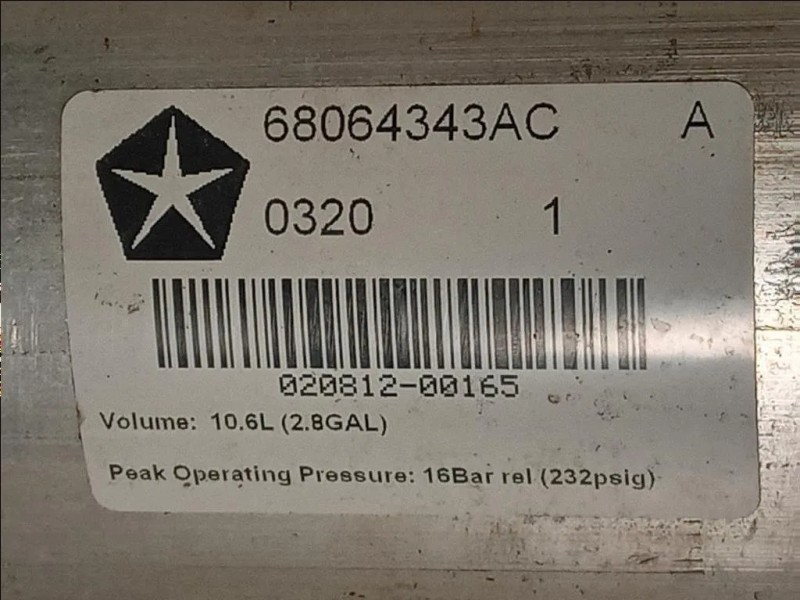 68064343AC A
0320 1
020812-00165
Volume: 10.6L (2.8GAL)
Peak Operating Pressure: 16Bar rel (232psig)